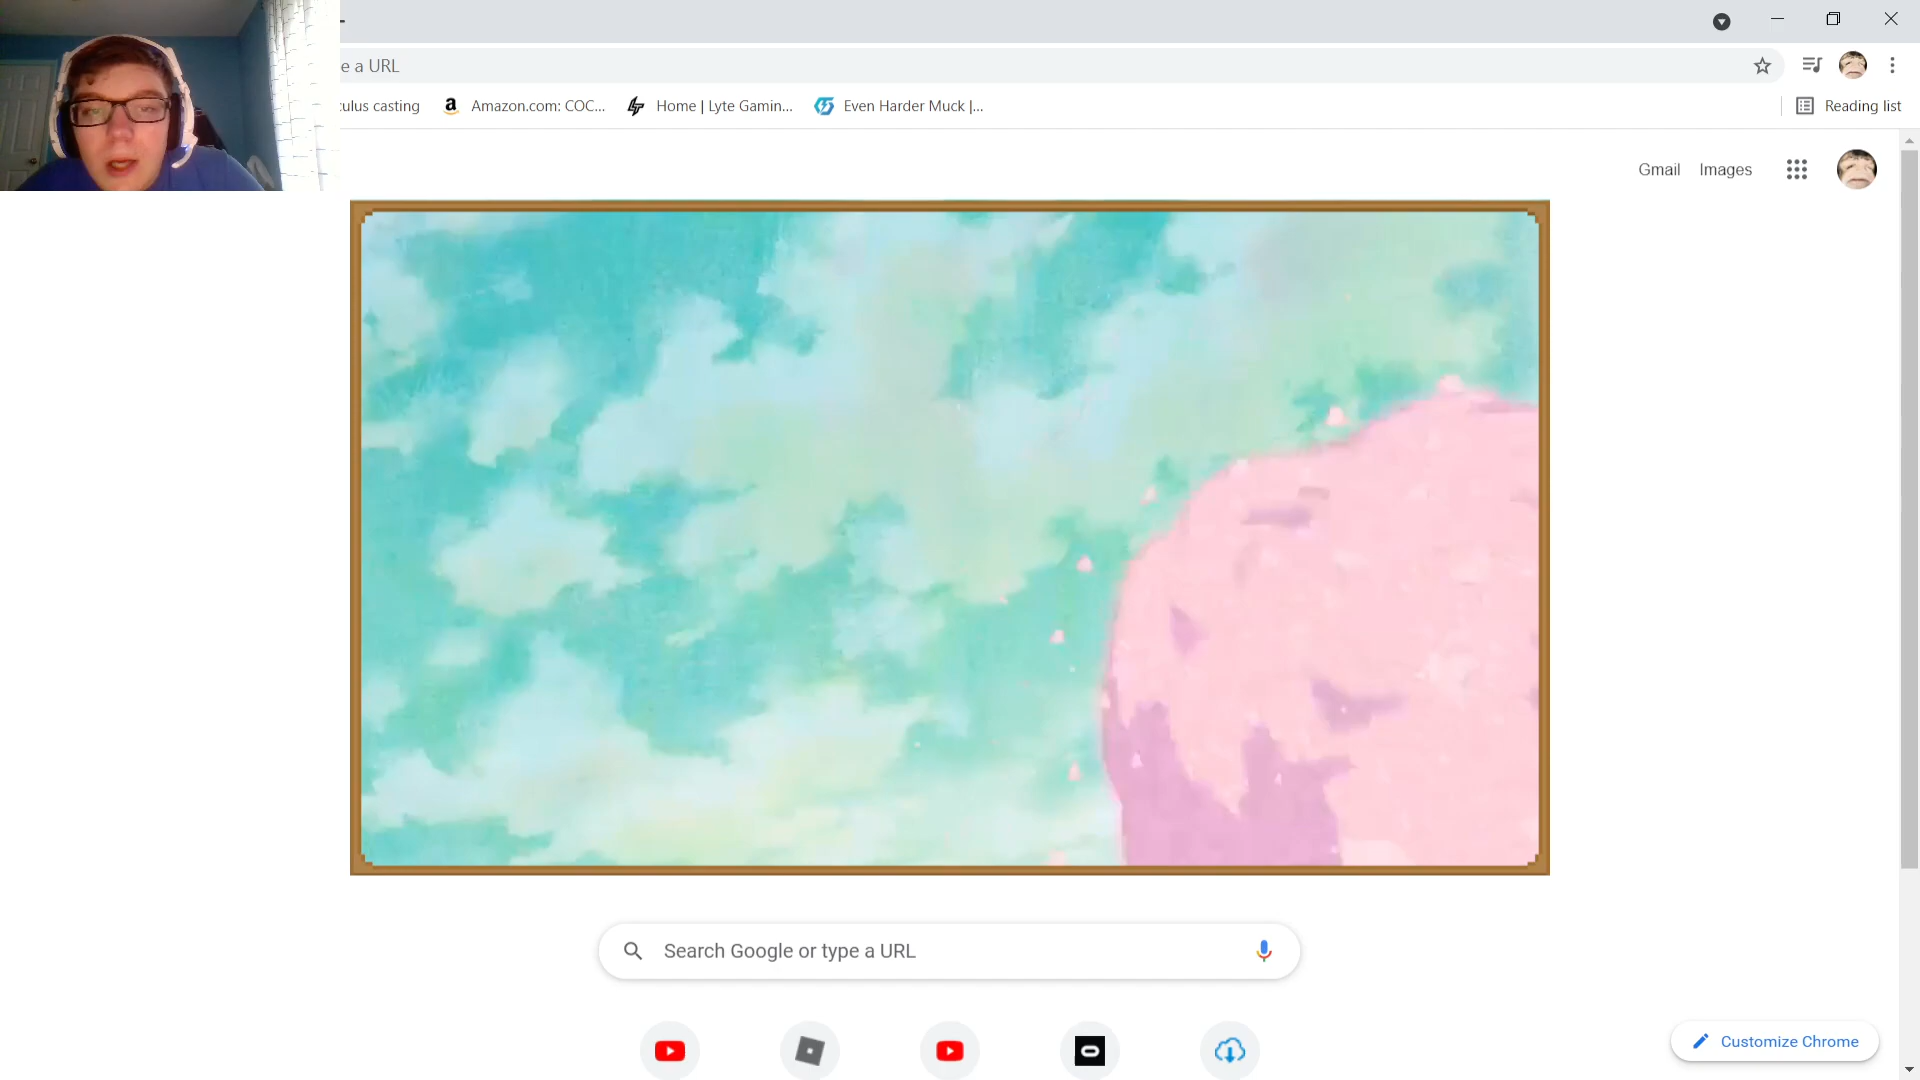 e a URL
ulus casting
Amazon.com: COC...
Home | Lyte Gamin...
Even Harder Muck |...
Reading list
Gmail
Images
Search Google or type a URL
Customize Chrome